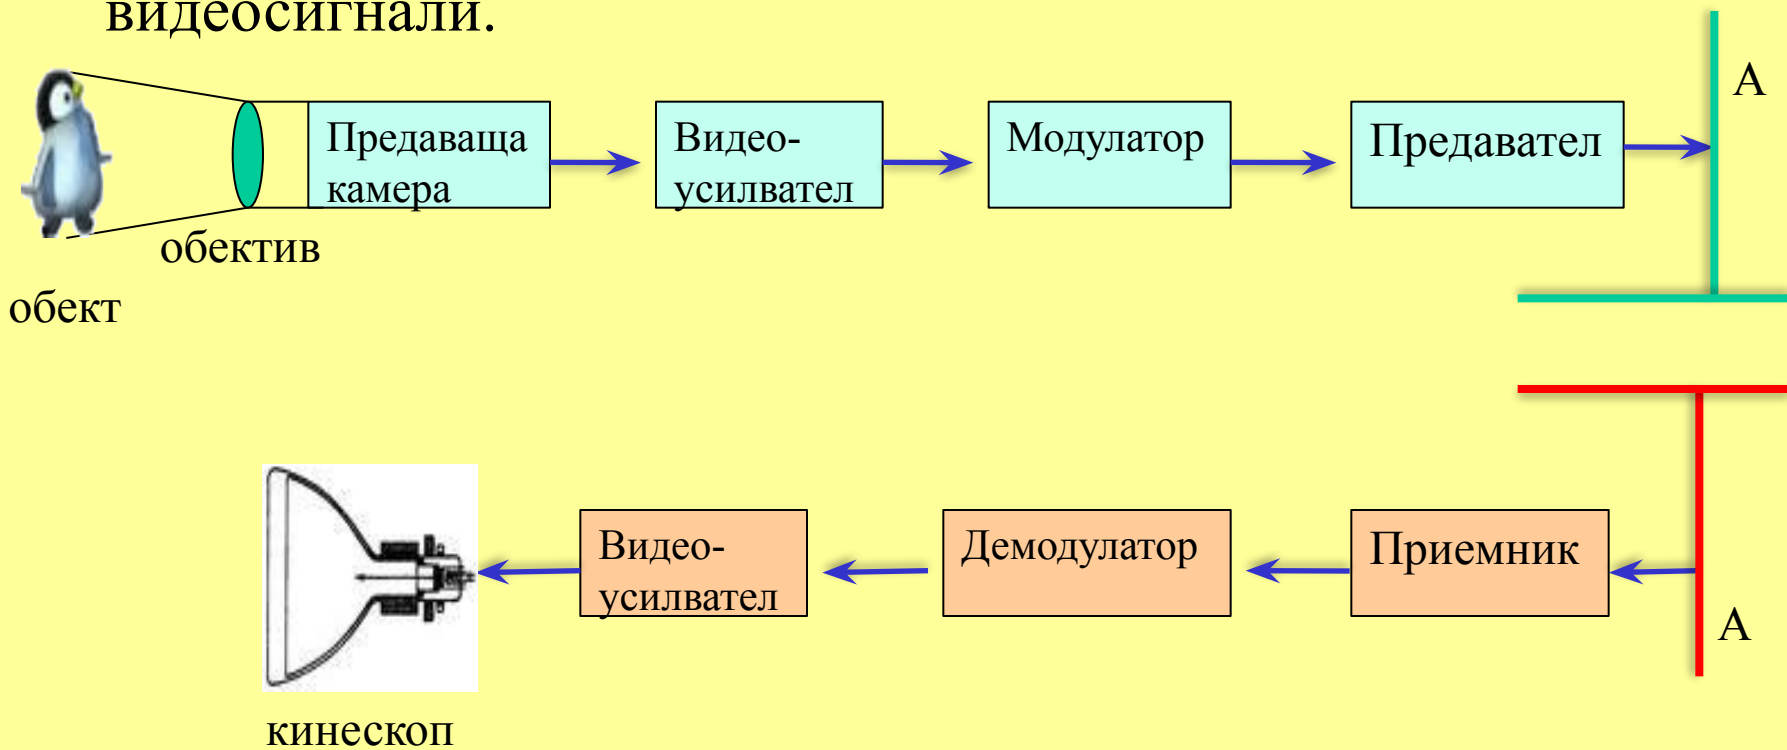 видеосигнали.
А
Предаваща
камера
Видео-
усилвател
Модулатор
Предавател
обектив
обект
Видео-
усилвател
Демодулатор
Приемник
А
кинескоп